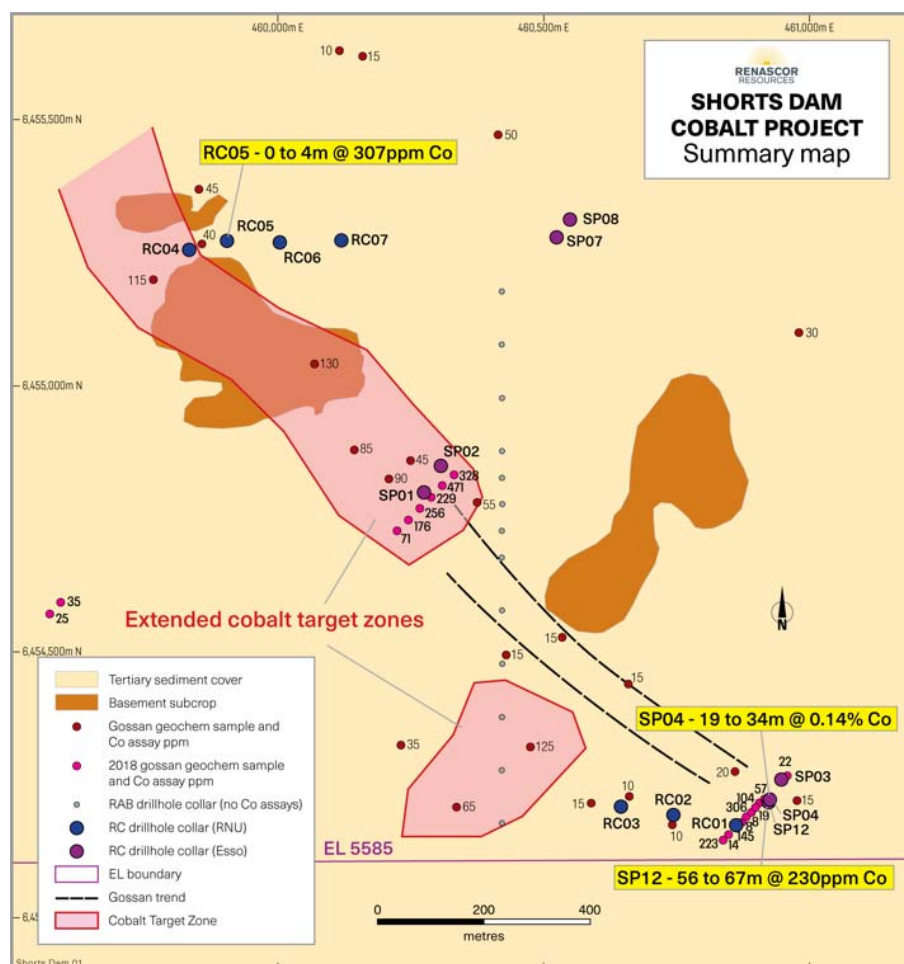 460,000m E
460,500m E
461,000m E
RENASCOR
RESOURCES
SHORTS DAM
COBALT PROJECT
Summary map
10
15
6,455,500m N
50
RC05 - 0 to 4m @ 307ppm Co
45
SP08
SP07
40
RC05
RC04
RC06
RC07
115
30
130
6,455,000m N
85
45
SP02
90
328
SP01
471
229
55
256
176
71
35
25
Extended cobalt target zones
15
15
6,454,500m N
15
SP04 - 19 to 34m @ 0.14% Co
35
125
20
22
SP03
10
57
104
15
65
15
RC02
306
19
SP04
RC03
RC01
8
SP12
10
8
145
223
14
EL 5585
SP12 - 56 to 67m @ 230ppm Co
Tertiary sediment cover
Basement subcrop
Gossan geochem sample and
Co assay ppm
2018 gossan geochem sample
and Co assay ppm
RAB drillhole collar (no Co assays)
RC drillhole collar (RNU)
RC drillhole collar (Esso)
EL boundary
Gossan trend
Cobalt Target Zone
0
200
400
metres
Shorts Dam 01